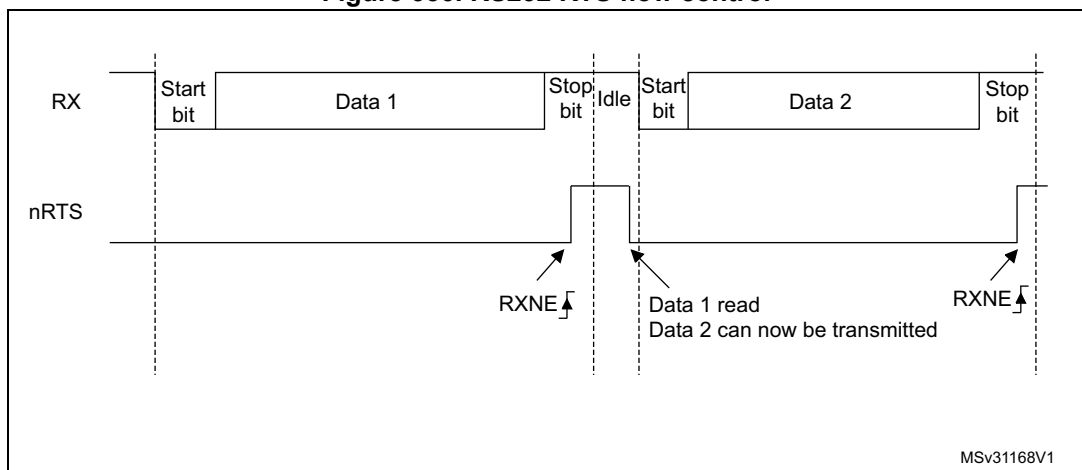 Figure RS232 RTS flow control
RX
Start
bit
Data 1
Stop
bit
Idle
Start
bit
Data 2
Stop
bit
nRTS
RXNE
Data 1 read
Data 2 can now be transmitted
RXNE
MSv31168V1